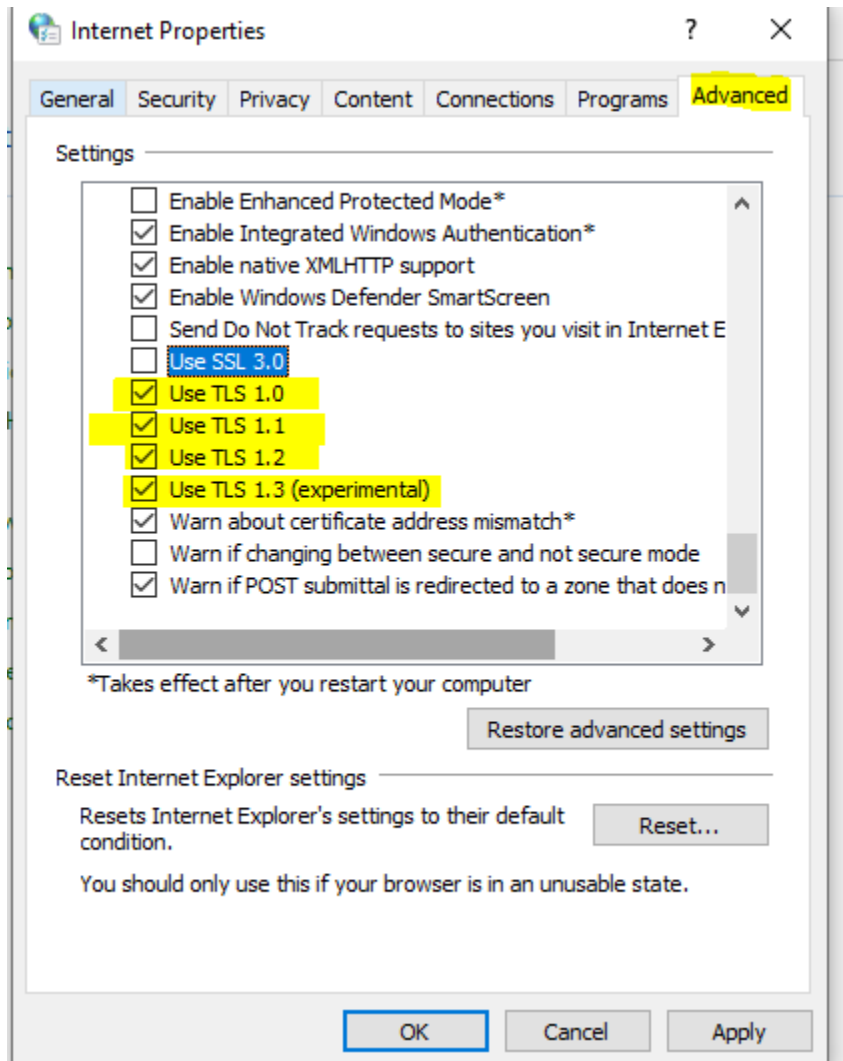 Internet Properties
?
General Security Privacy Content Connections Programs Advanced
Settings
Enable Enhanced Protected Mode*
Enable Integrated Windows Authentication*
Enable native XMLHTTP support
Enable Windows Defender SmartScreen
Send Do Not Track requests to sites you visit in Internet E
Use SSL 3.0
Use TLS 1.0
Use TLS 1.1
Use TLS 1.2
Use TLS 1.3 (experimental)
Warn about certificate address mismatch*
Warn if changing between secure and not secure mode
Warn if POST submittal is redirected to a zone that does n
*Takes effect after you restart your computer
Restore advanced settings
Reset Internet Explorer settings
Resets Internet Explorer's settings to their default
condition.
Reset...
You should only use this if your browser is in an unusable state.
OK Cancel Apply